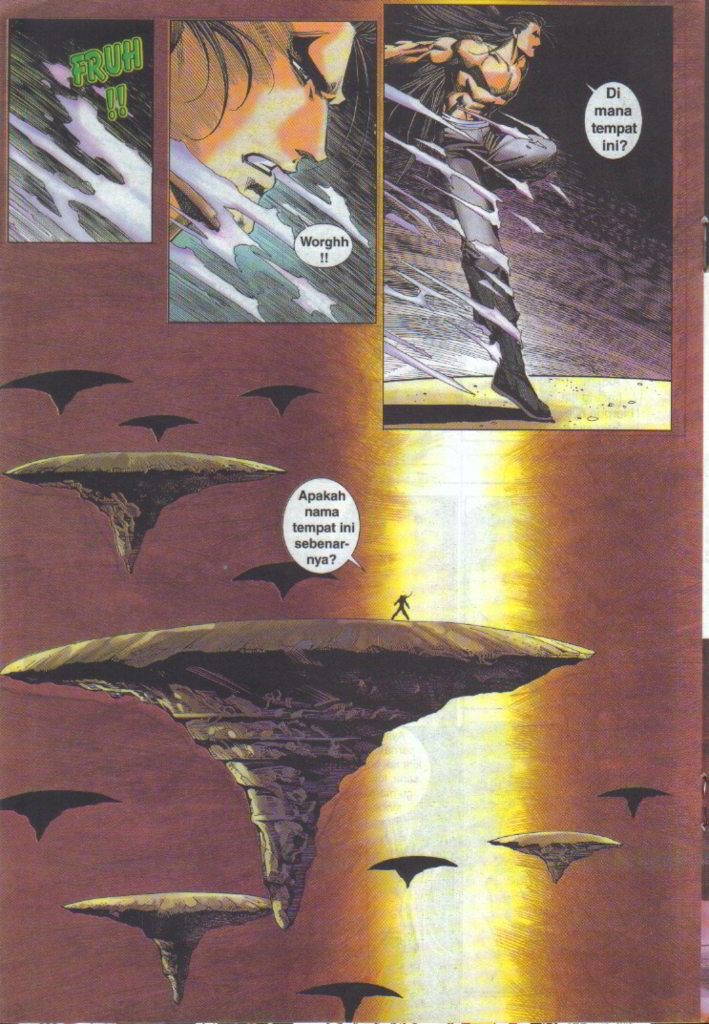 FRUH
!!
Worghh
!!
Di
mana
tempat
ini?
Apakah
nama
tempat ini
sebenar-
nya?